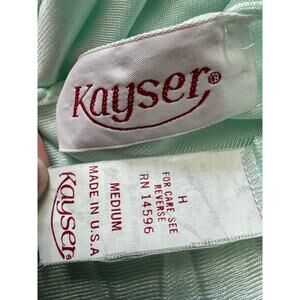 Kayser®
H
FOR CARE SEE
REVERSE
RN 14596
MEDIUM
MADE IN U.S.A
Kayser